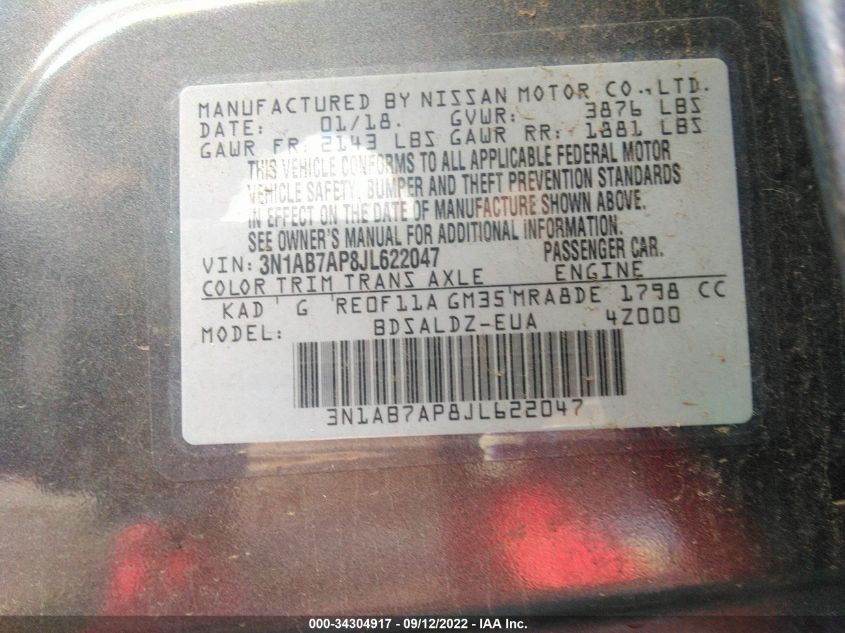 MANUFACTURED BY NISSAN MOTOR CO.,LTD.
DATE: 01/18. GVWR: 3876 LBS
GAWR FR: 2143 LBS GAWR RR: 1881 LBS
THIS VEHICLE CONFORMS TO ALL APPLICABLE FEDERAL MOTOR
VEHICLE SAFETY, BUMPER AND THEFT PREVENTION STANDARDS
IN EFFECT ON THE DATE OF MANUFACTURE SHOWN ABOVE.
SEE OWNER'S MANUAL FOR ADDITIONAL INFORMATION.
VIN: 3N1AB7AP8JL622047 PASSENGER CAR.
COLOR TRIM TRANS AXLE ENGINE
KAD G RE0F11A GM35 MRA8DE 1798 CC
MODEL: BDSALDZ-EUA 4Z000
3N1AB7AP8JL622047
000-34304917 - 09/12/2022 - IAA Inc.